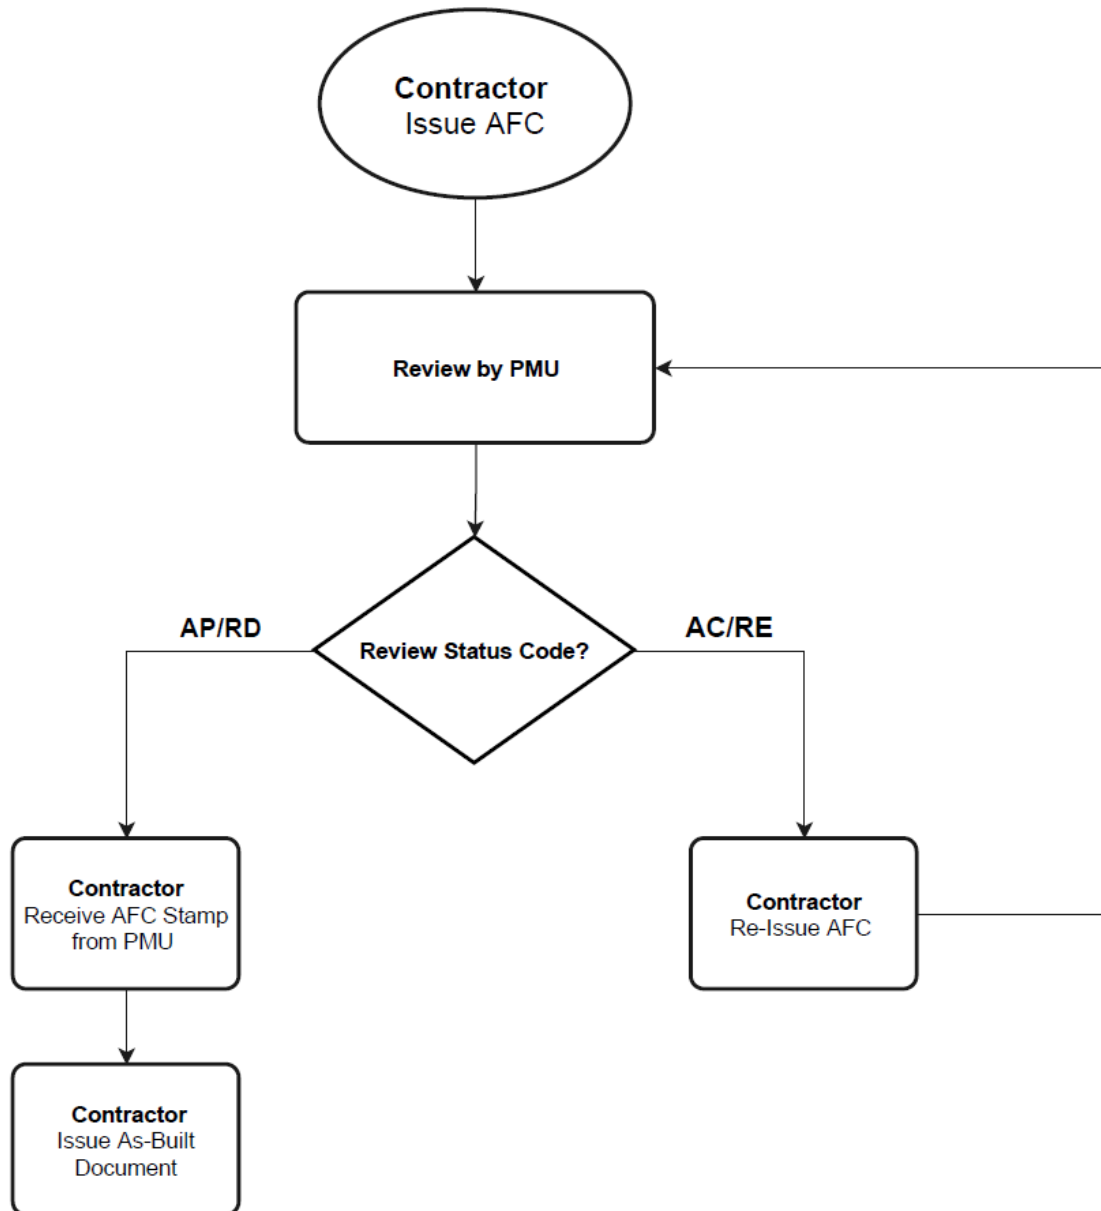 Contractor
Issue AFC
Review by PMU
AP/RD
Review Status Code?
AC/RE
Contractor
Receive AFC Stamp
from PMU
Contractor
Re-Issue AFC
Contractor
Issue As-Built
Document